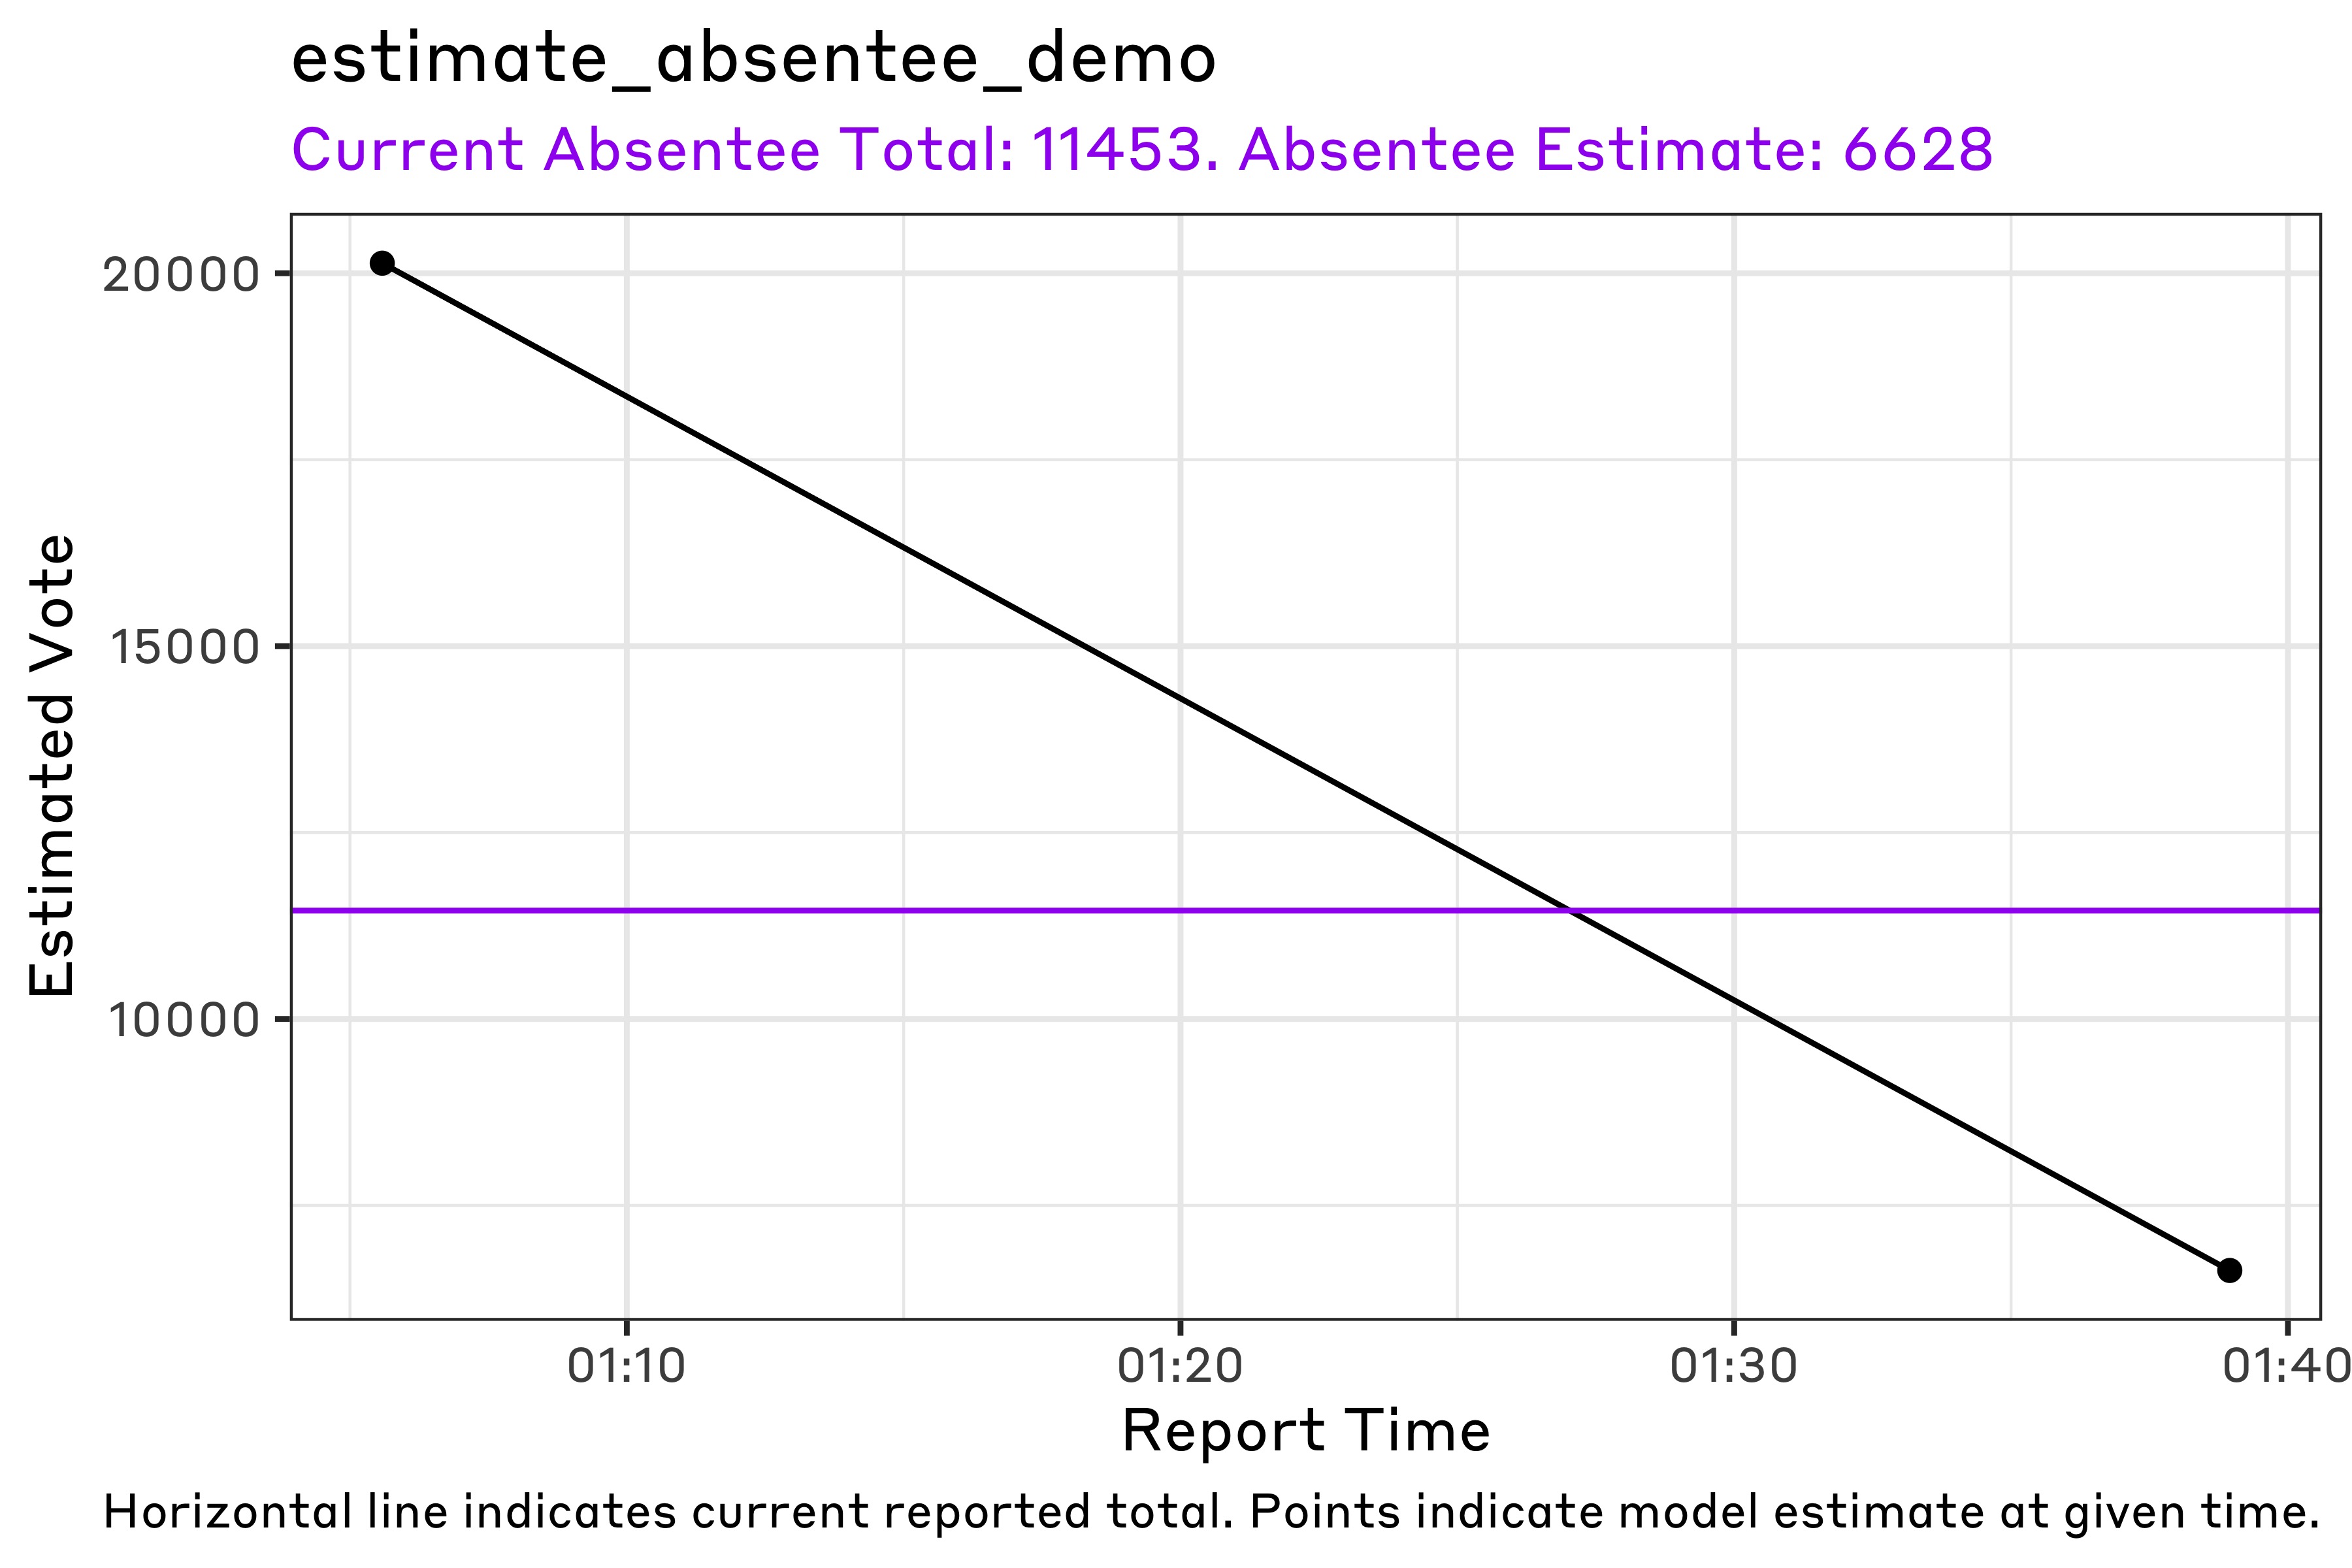 estimate_absentee_demo
Current Absentee Total: 11453. Absentee Estimate: 6628
20000
15000
10000
Estimated Vote
01:10 01:20 01:30 01:40
Report Time
Horizontal line indicates current reported total. Points indicate model estimate at given time.